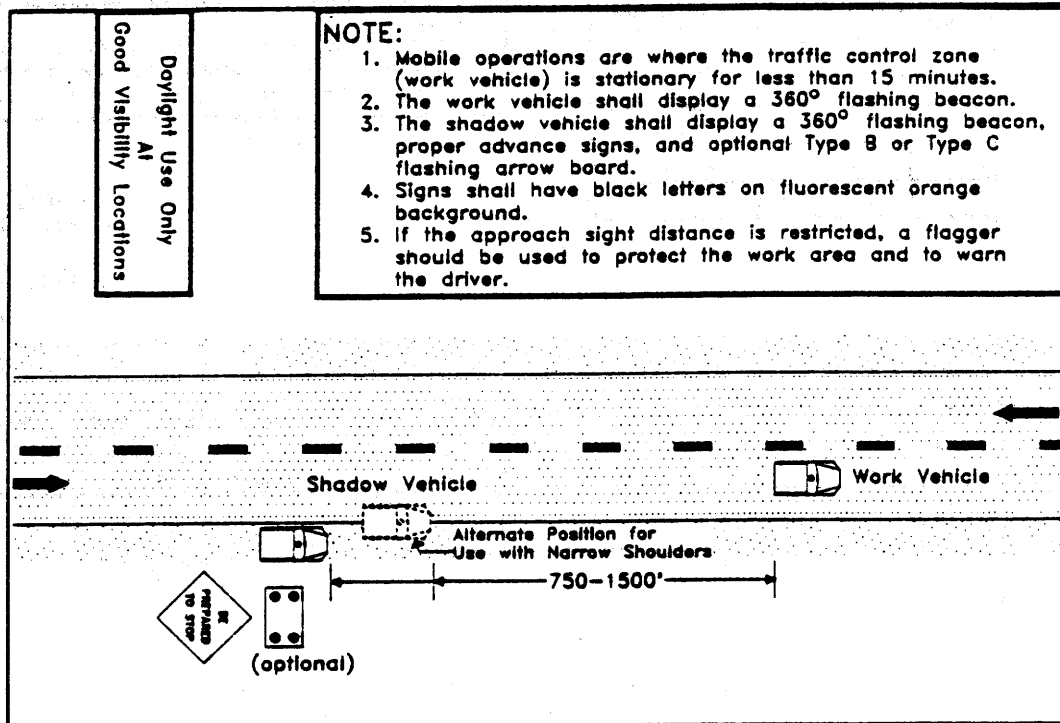 Daylight Use Only
At
Good Visibility Locations
NOTE:
1. Mobile operations are where the traffic control zone
(work vehicle) is stationary for less than 15 minutes.
2. The work vehicle shall display a 360° flashing beacon.
3. The shadow vehicle shall display a 360° flashing beacon,
proper advance signs, and optional Type B or Type C
flashing arrow board.
4. Signs shall have black letters on fluorescent orange
background.
5. If the approach sight distance is restricted, a flagger
should be used to protect the work area and to warn
the driver.
Shadow Vehicle
Work Vehicle
Alternate Position for
Use with Narrow Shoulders
750-1500'
BE
PREPARED
TO STOP
(optional)